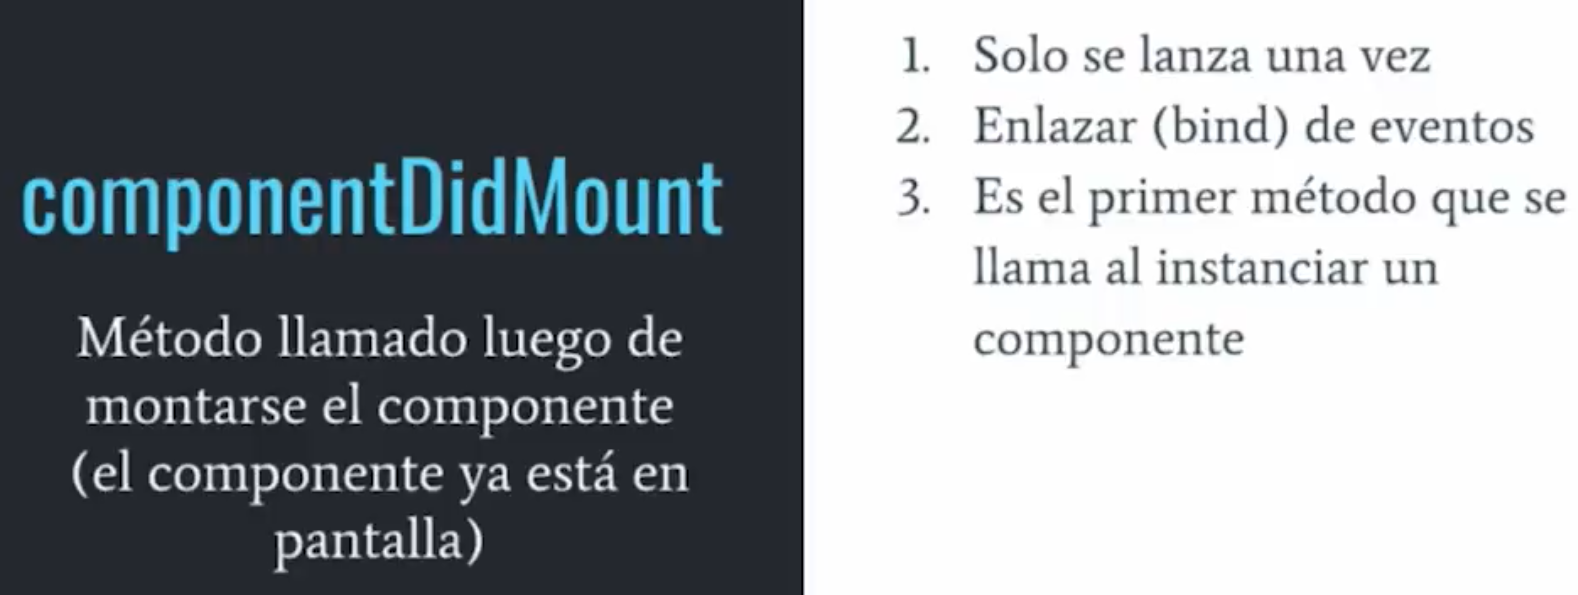 componentDidMount
Método llamado luego de
montarse el componente
(el componente ya está en
pantalla)
1. Solo se lanza una vez
2. Enlazar (bind) de eventos
3. Es el primer método que se
llama al instanciar un
componente